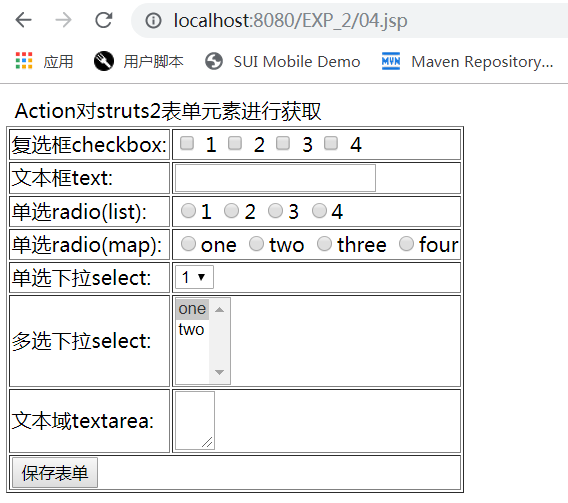 localhost:8080/EXP_2/04.jsp
应用 用户脚本 SUI Mobile Demo MVN Maven Repository...
Action对struts2表单元素进行获取
复选框checkbox: 1 2 3 4
文本框text:
单选radio(list): 1 2 3 4
单选radio(map): one two three four
单选下拉select: 1
多选下拉select: one
two
文本域textarea:
保存表单